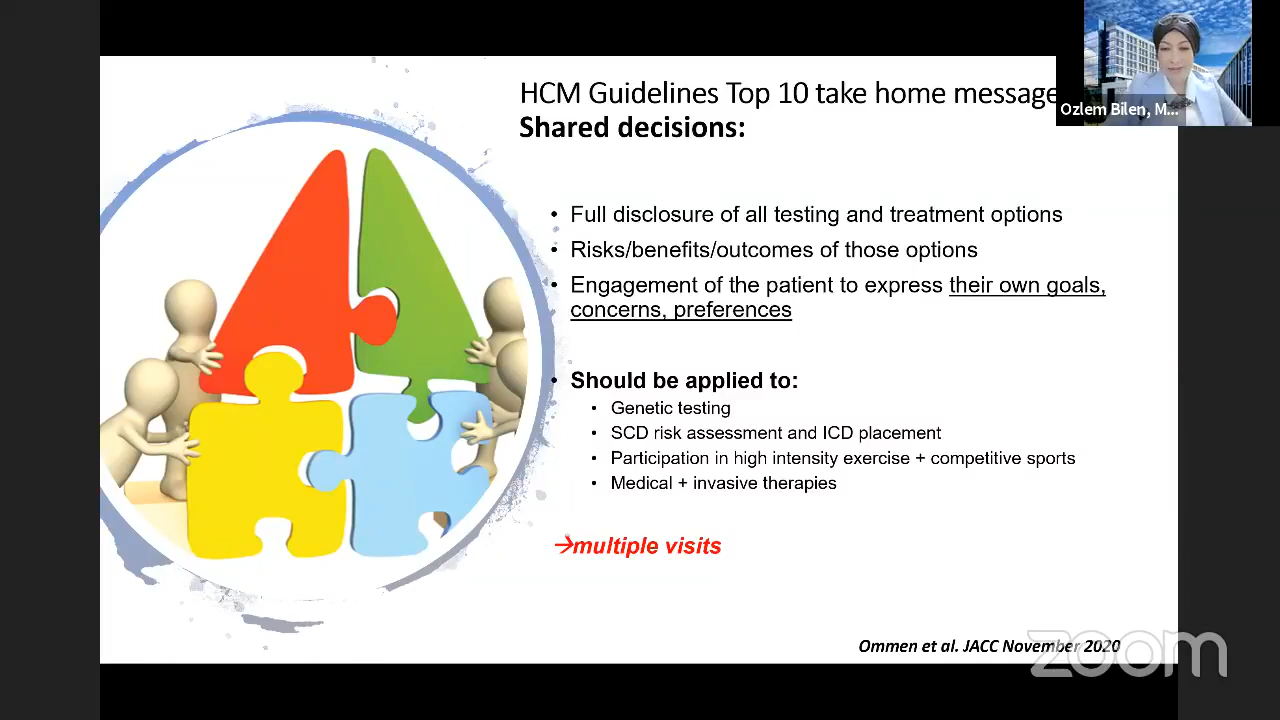 HCM Guidelines Top 10 take home message
Shared decisions:
Ozlem Bilen, M...
• Full disclosure of all testing and treatment options
• Risks/benefits/outcomes of those options
• Engagement of the patient to express their own goals,
concerns, preferences
• Should be applied to:
• Genetic testing
• SCD risk assessment and ICD placement
• Participation in high intensity exercise + competitive sports
• Medical + invasive therapies
→multiple visits
Ommen et al. JACC November 2020
zoom